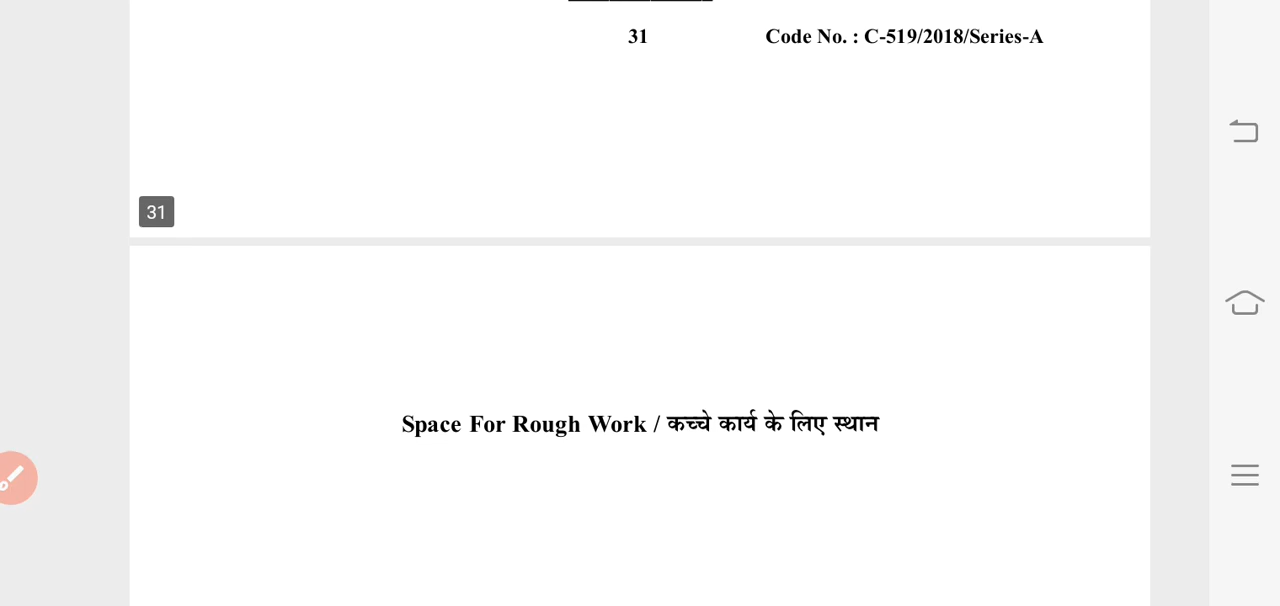 31 Code No. : C-519/2018/Series-A
31
Space For Rough Work / कच्चे कार्य के लिए स्थान